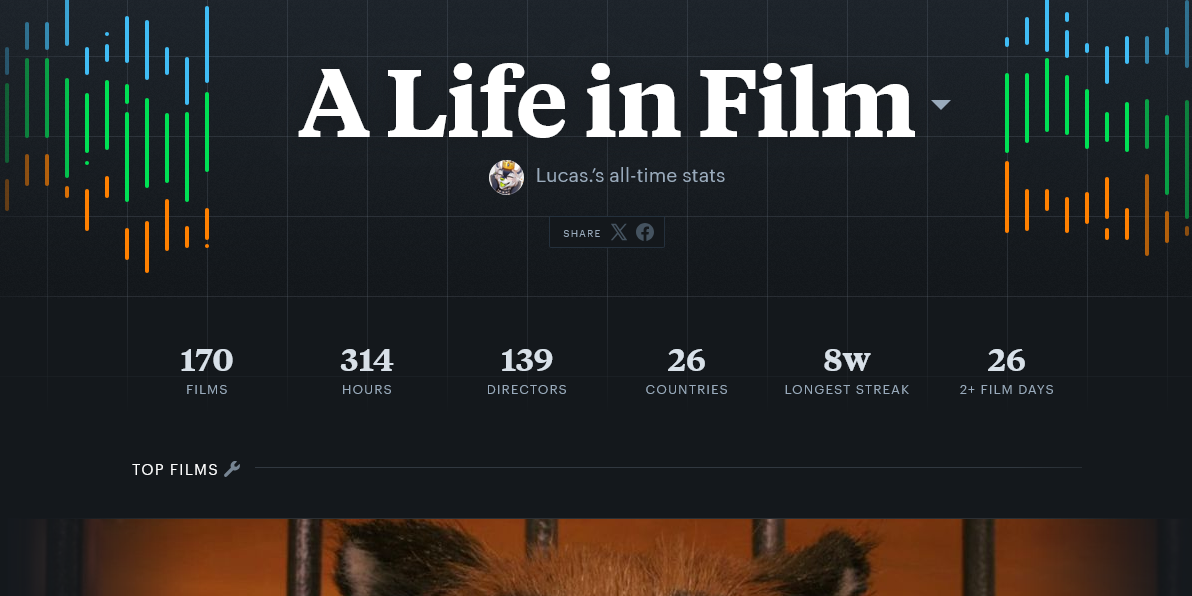 A Life in Film
Lucas.’s all-time stats
SHARE
170 314 139 26 8w 26
FILMS HOURS DIRECTORS COUNTRIES LONGEST STREAK 2+ FILM DAYS
TOP FILMS